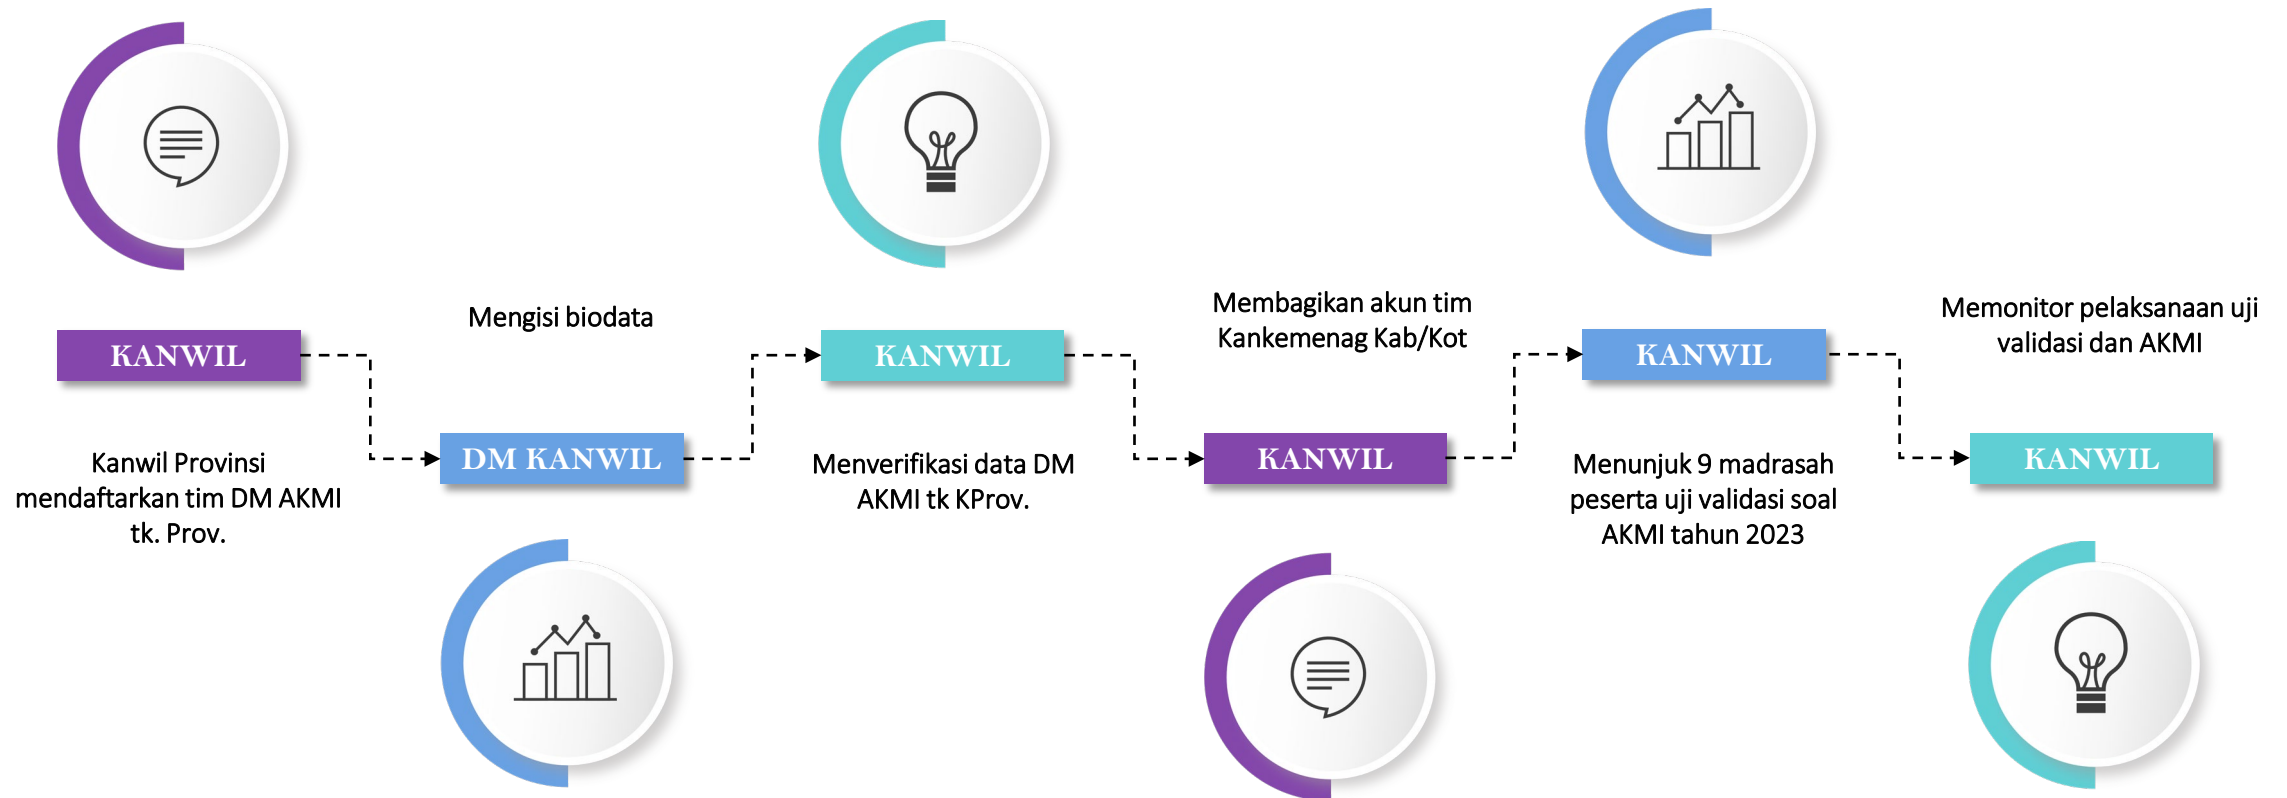 KANWIL
Kanwil Provinsi
mendaftarkan tim DM AKMI
tk. Prov.
Mengisi biodata
DM KANWIL
KANWIL
Menverifikasi data DM
AKMI tk KProv.
Membagikan akun tim
Kankemenag Kab/Kot
KANWIL
KANWIL
Menunjuk 9 madrasah
peserta uji validasi soal
AKMI tahun 2023
Memonitor pelaksanaan uji
validasi dan AKMI
KANWIL